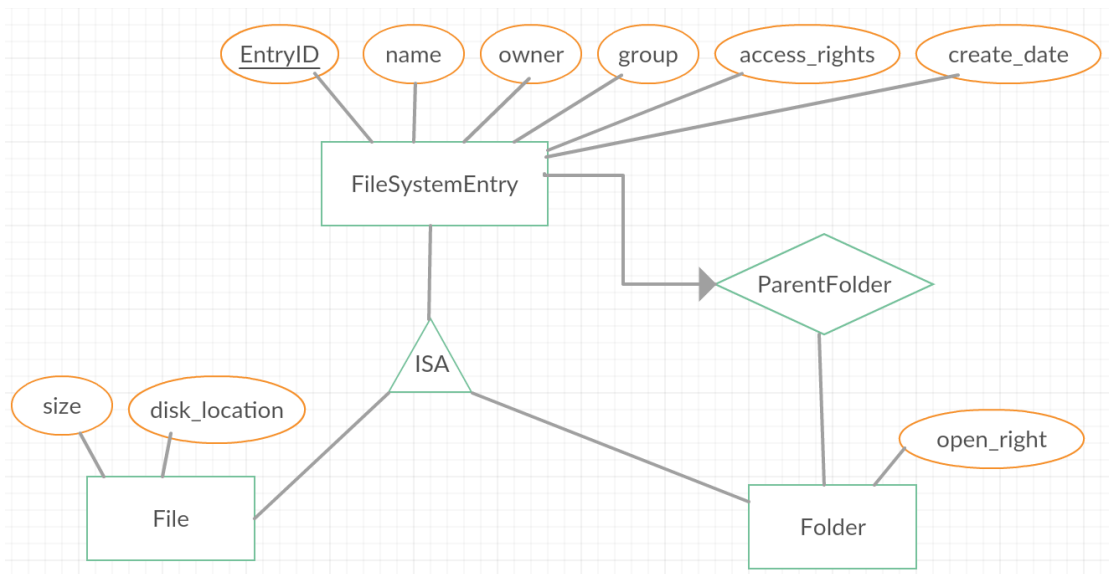 EntryID
name
owner
group
access_rights
create_date
FileSystemEntry
ParentFolder
ISA
size
disk_location
open_right
File
Folder